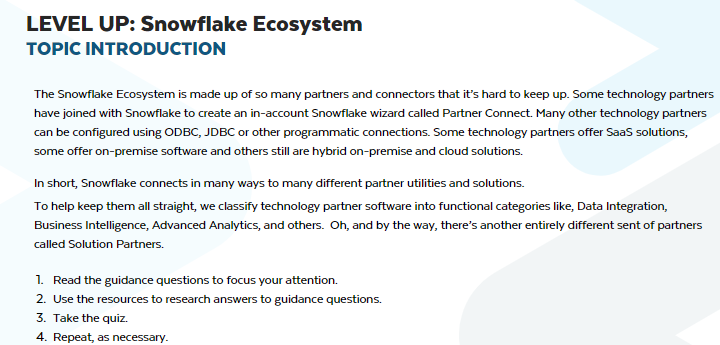 LEVEL UP: Snowflake Ecosystem
TOPIC INTRODUCTION
The Snowflake Ecosystem is made up of so many partners and connectors that it's hard to keep up. Some technology partners
have joined with Snowflake to create an in-account Snowflake wizard called Partner Connect. Many other technology partners
can be configured using ODBC, JDBC or other programmatic connections. Some technology partners offer SaaS solutions,
some offer on-premise software and others still are hybrid on-premise and cloud solutions.
In short, Snowflake connects in many ways to many different partner utilities and solutions.
To help keep them all straight, we classify technology partner software into functional categories like, Data Integration,
Business Intelligence, Advanced Analytics, and others. Oh, and by the way, there's another entirely different sent of partners
called Solution Partners.
1. Read the guidance questions to focus your attention.
2. Use the resources to research answers to guidance questions.
3. Take the quiz.
4. Repeat, as necessary.